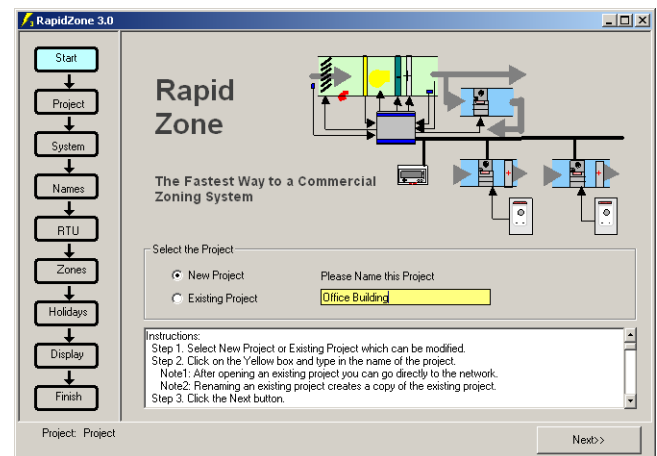 RapidZone 3.0
Start
Project
System
Names
RTU
Zones
Holidays
Display
Finish
Rapid
Zone
The Fastest Way to a Commercial
Zoning System
Select the Project
New Project
Please Name this Project
Existing Project
Office Building
Instructions:
Step 1. Select New Project or Existing Project which can be modified.
Step 2. Click on the Yellow box and type in the name of the project.
Note1: After opening an existing project you can go directly to the network.
Note2: Renaming an existing project creates a copy of the existing project.
Step 3. Click the Next button.
Project: Project
Next>>